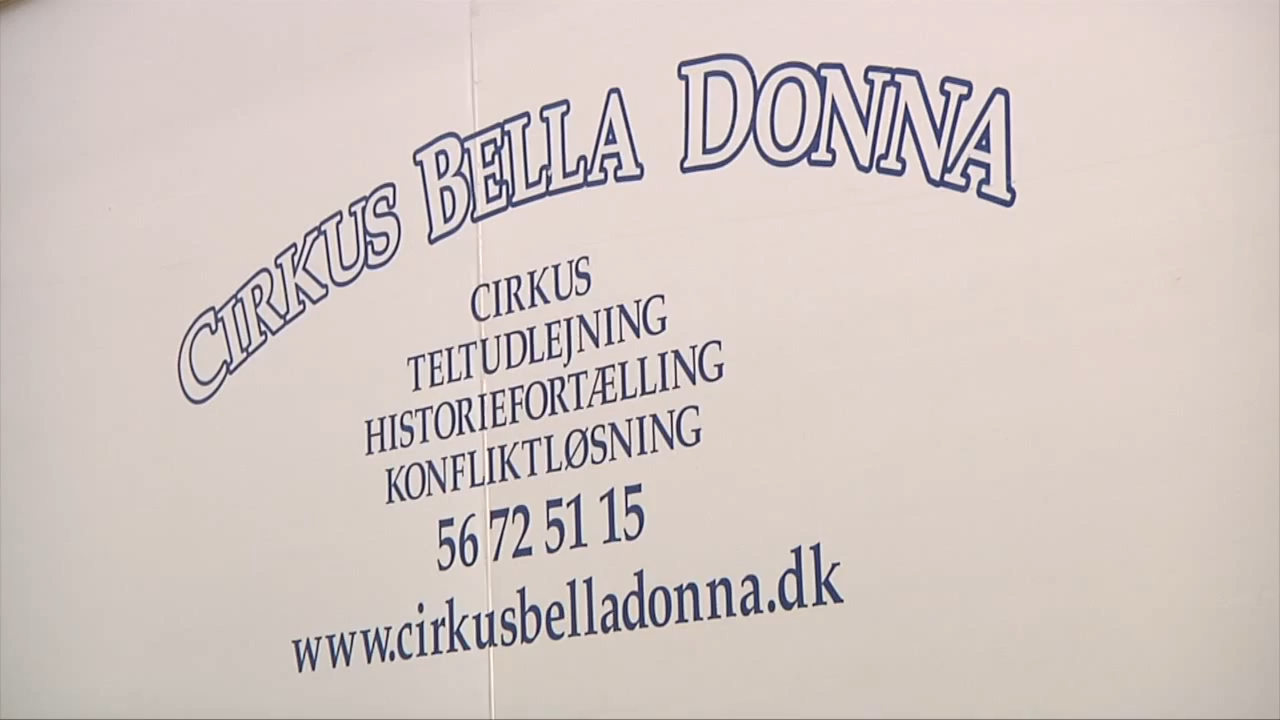 CIRKUS BELLA DONNA
CIRKUS
TELTUDLEJNING
HISTORIEFORTÆLLING
KONFLIKTLØSNING
56 72 51 15
www.cirkusbelladonna.dk